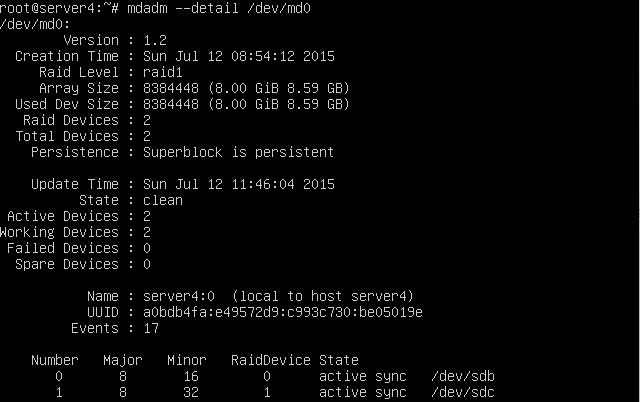 root@server4:~# mdadm --detail /dev/md0
/dev/md0:
        Version : 1.2
  Creation Time : Sun Jul 12 08:54:12 2015
     Raid Level : raid1
     Array Size : 8384448 (8.00 GiB 8.59 GB)
  Used Dev Size : 8384448 (8.00 GiB 8.59 GB)
   Raid Devices : 2
  Total Devices : 2
    Persistence : Superblock is persistent

    Update Time : Sun Jul 12 11:46:04 2015
          State : clean
 Active Devices : 2
Working Devices : 2
 Failed Devices : 0
  Spare Devices : 0

           Name : server4:0  (local to host server4)
           UUID : a0bdb4fa:e49572d9:c993c730:be05019e
         Events : 17

    Number   Major   Minor   RaidDevice State
       0       8       16        0      active sync   /dev/sdb
       1       8       32        1      active sync   /dev/sdc